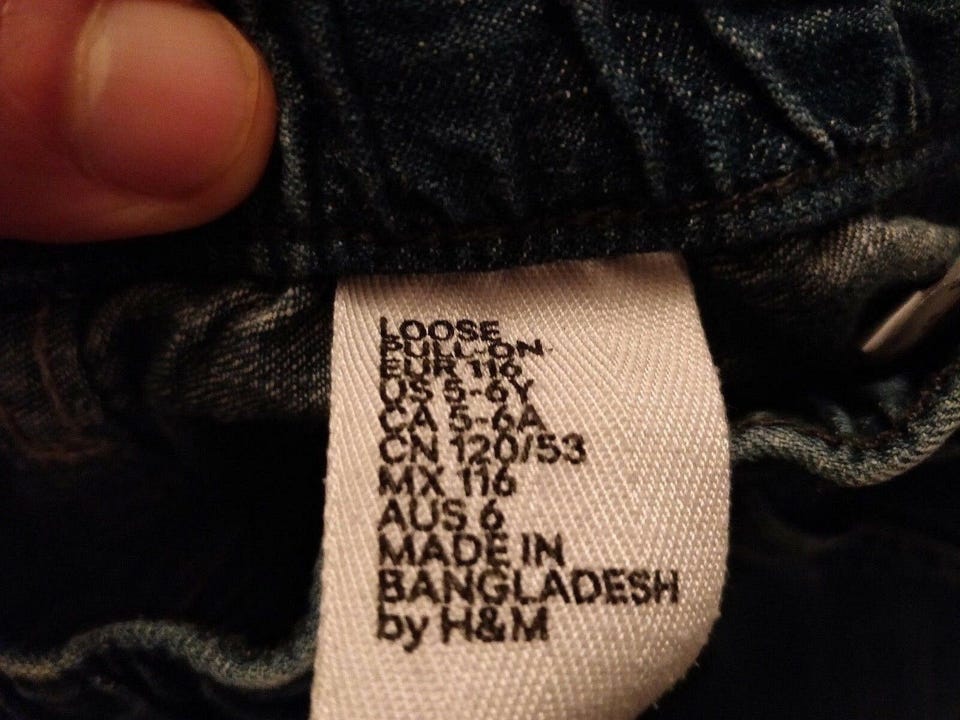 LOOSE
PULL-ON
EUR 116
US 5-6Y
CA 5-6A
CN 120/53
MX 116
AUS 6
MADE IN
BANGLADESH
by H&M